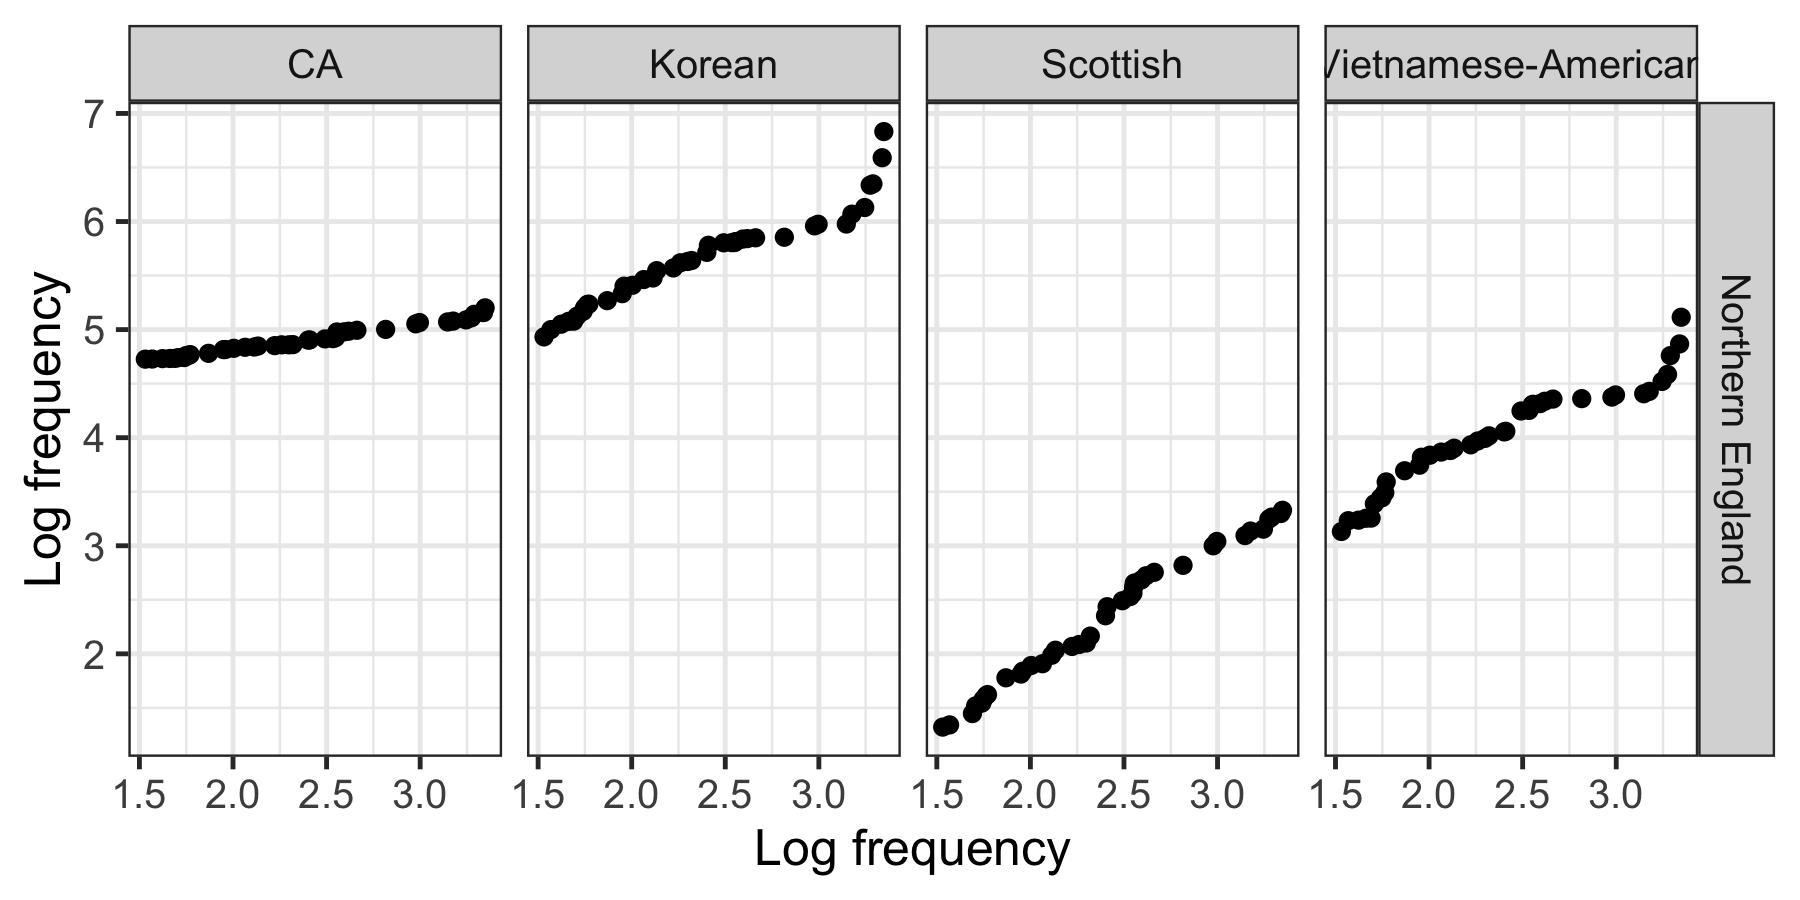 CA Korean Scottish Vietnamese-American
7
6
5
4
3
2
Log frequency
Northern England
1.5 2.0 2.5 3.0 1.5 2.0 2.5 3.0 1.5 2.0 2.5 3.0 1.5 2.0 2.5 3.0
Log frequency